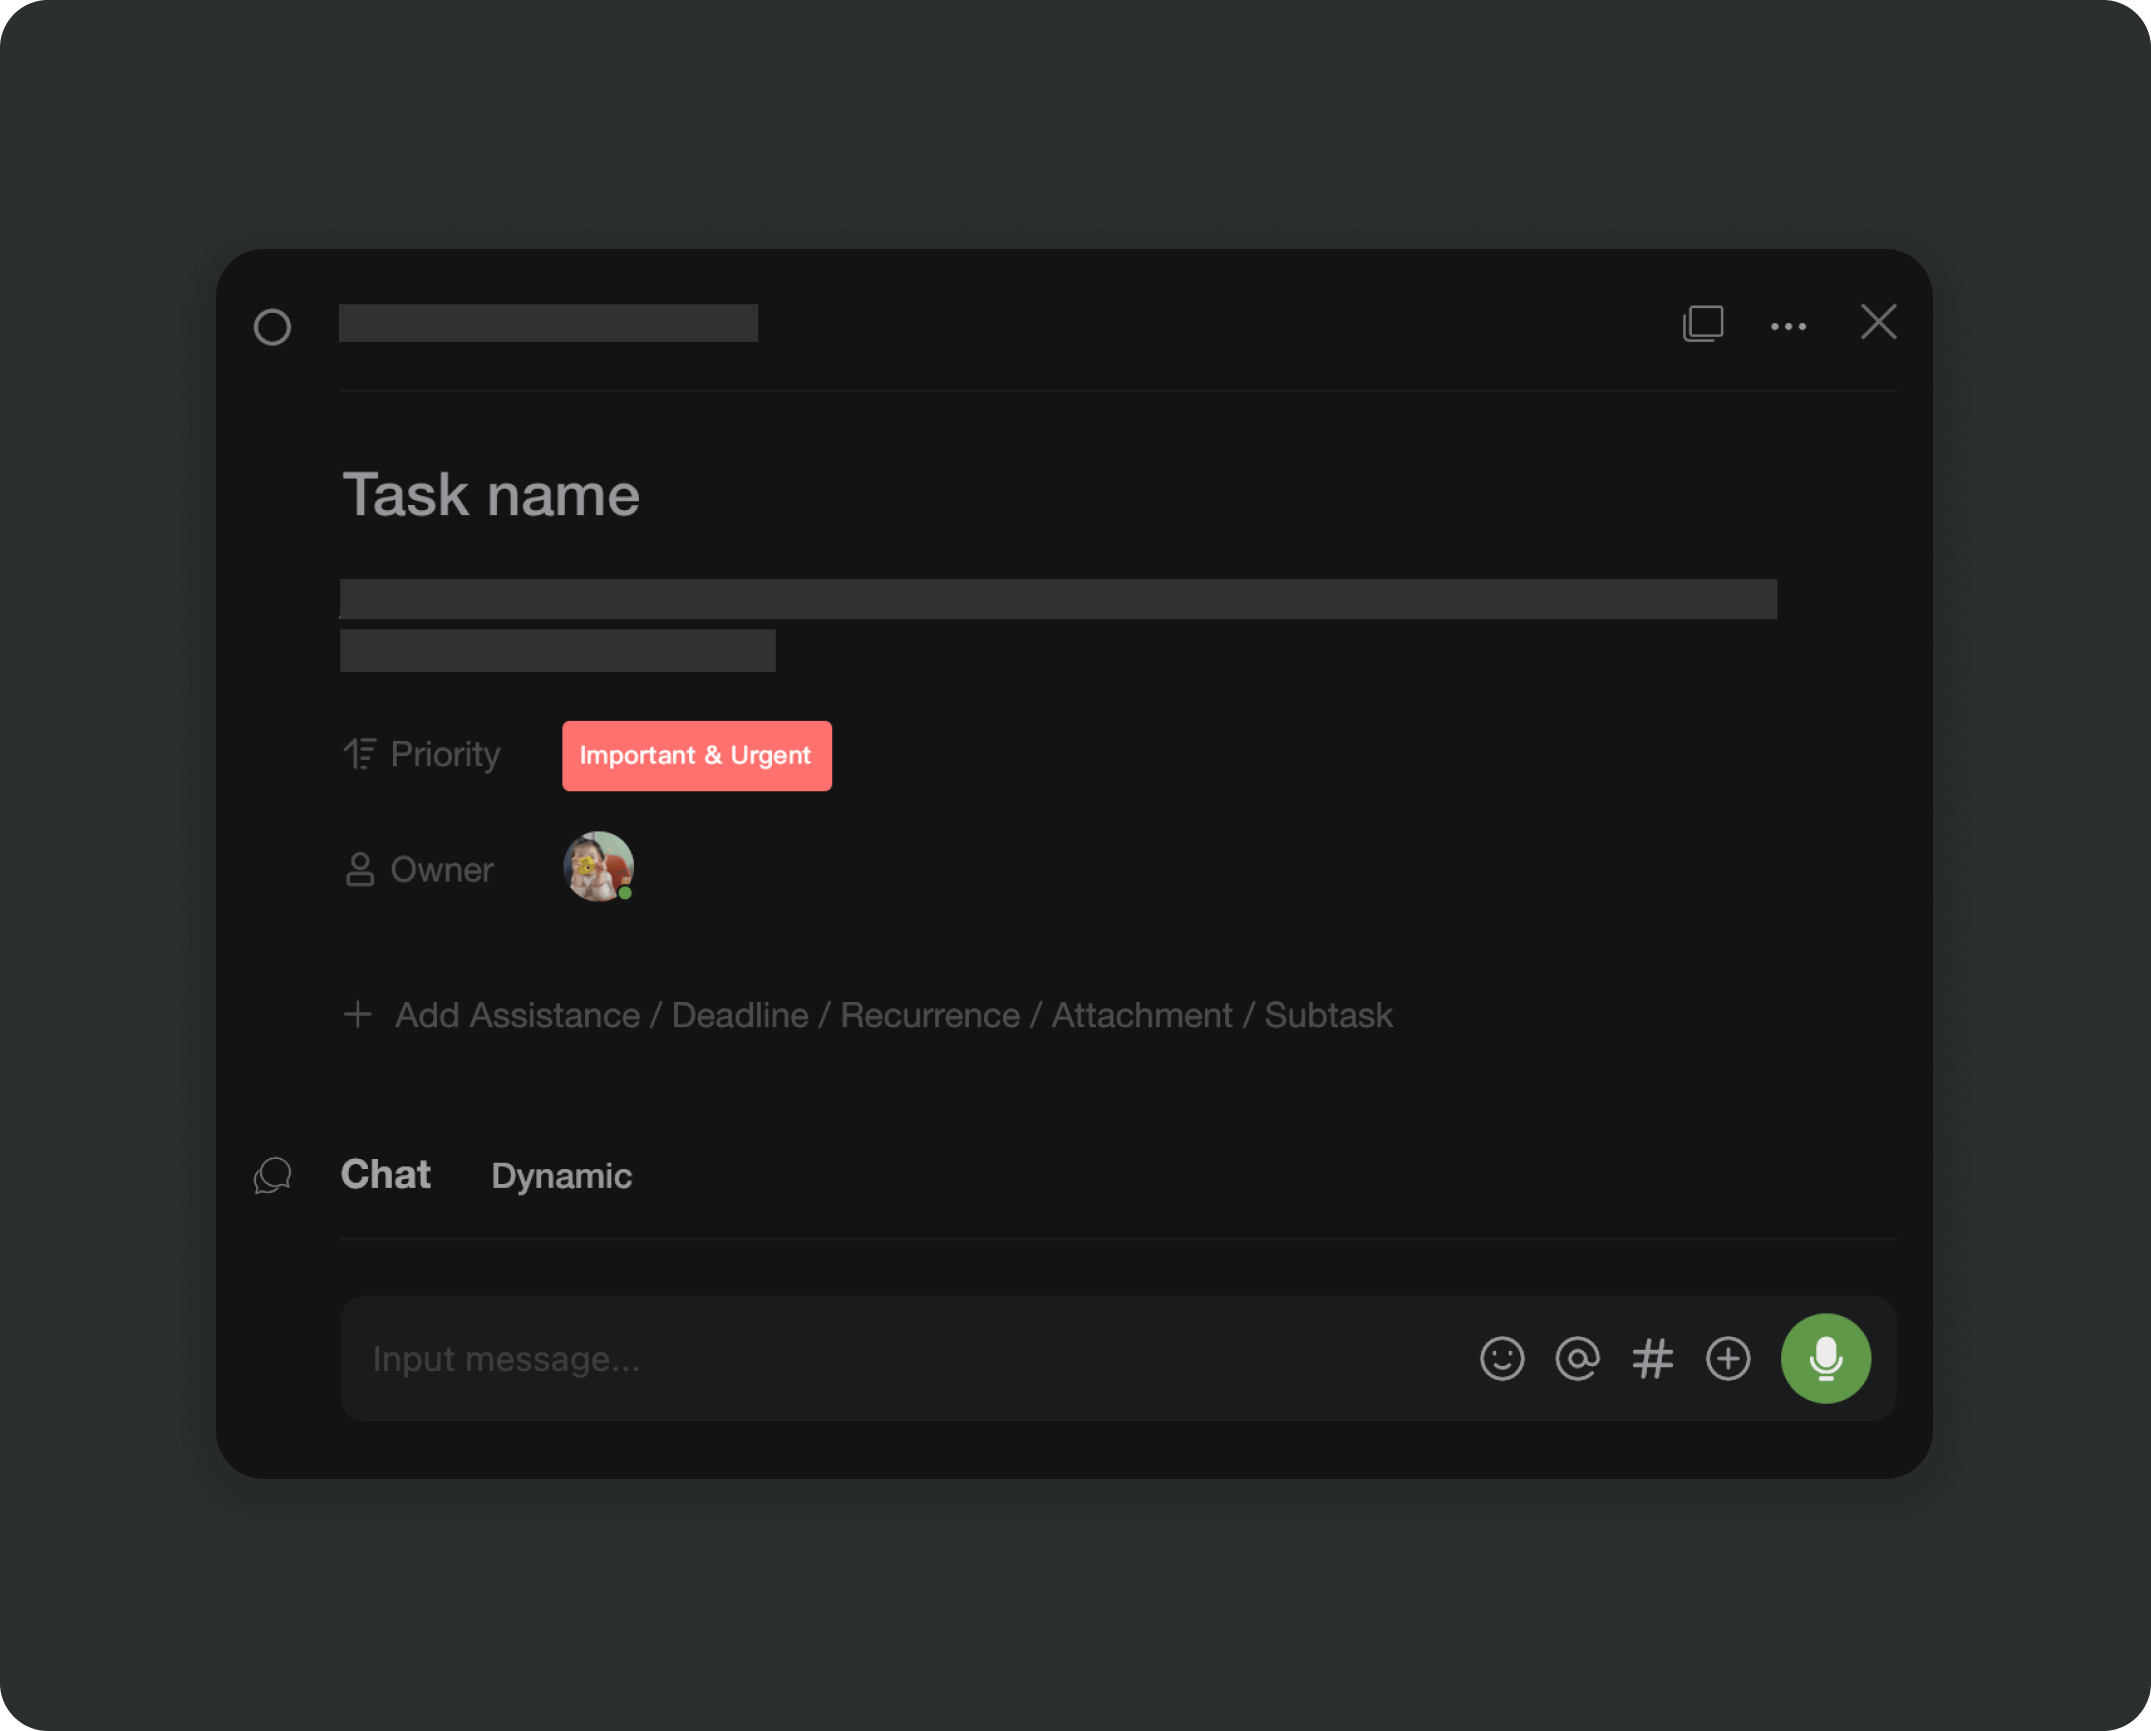 Task name
Priority
Important & Urgent
Owner
Add Assistance / Deadline / Recurrence / Attachment / Subtask
Chat Dynamic
Input message...